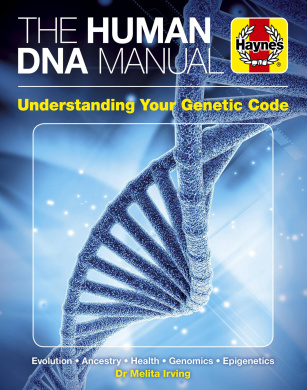 THE HUMAN
DNA MANUAL
Haynes
Understanding Your Genetic Code
Evolution • Ancestry • Health • Genomics • Epigenetics
Dr Melita Irving